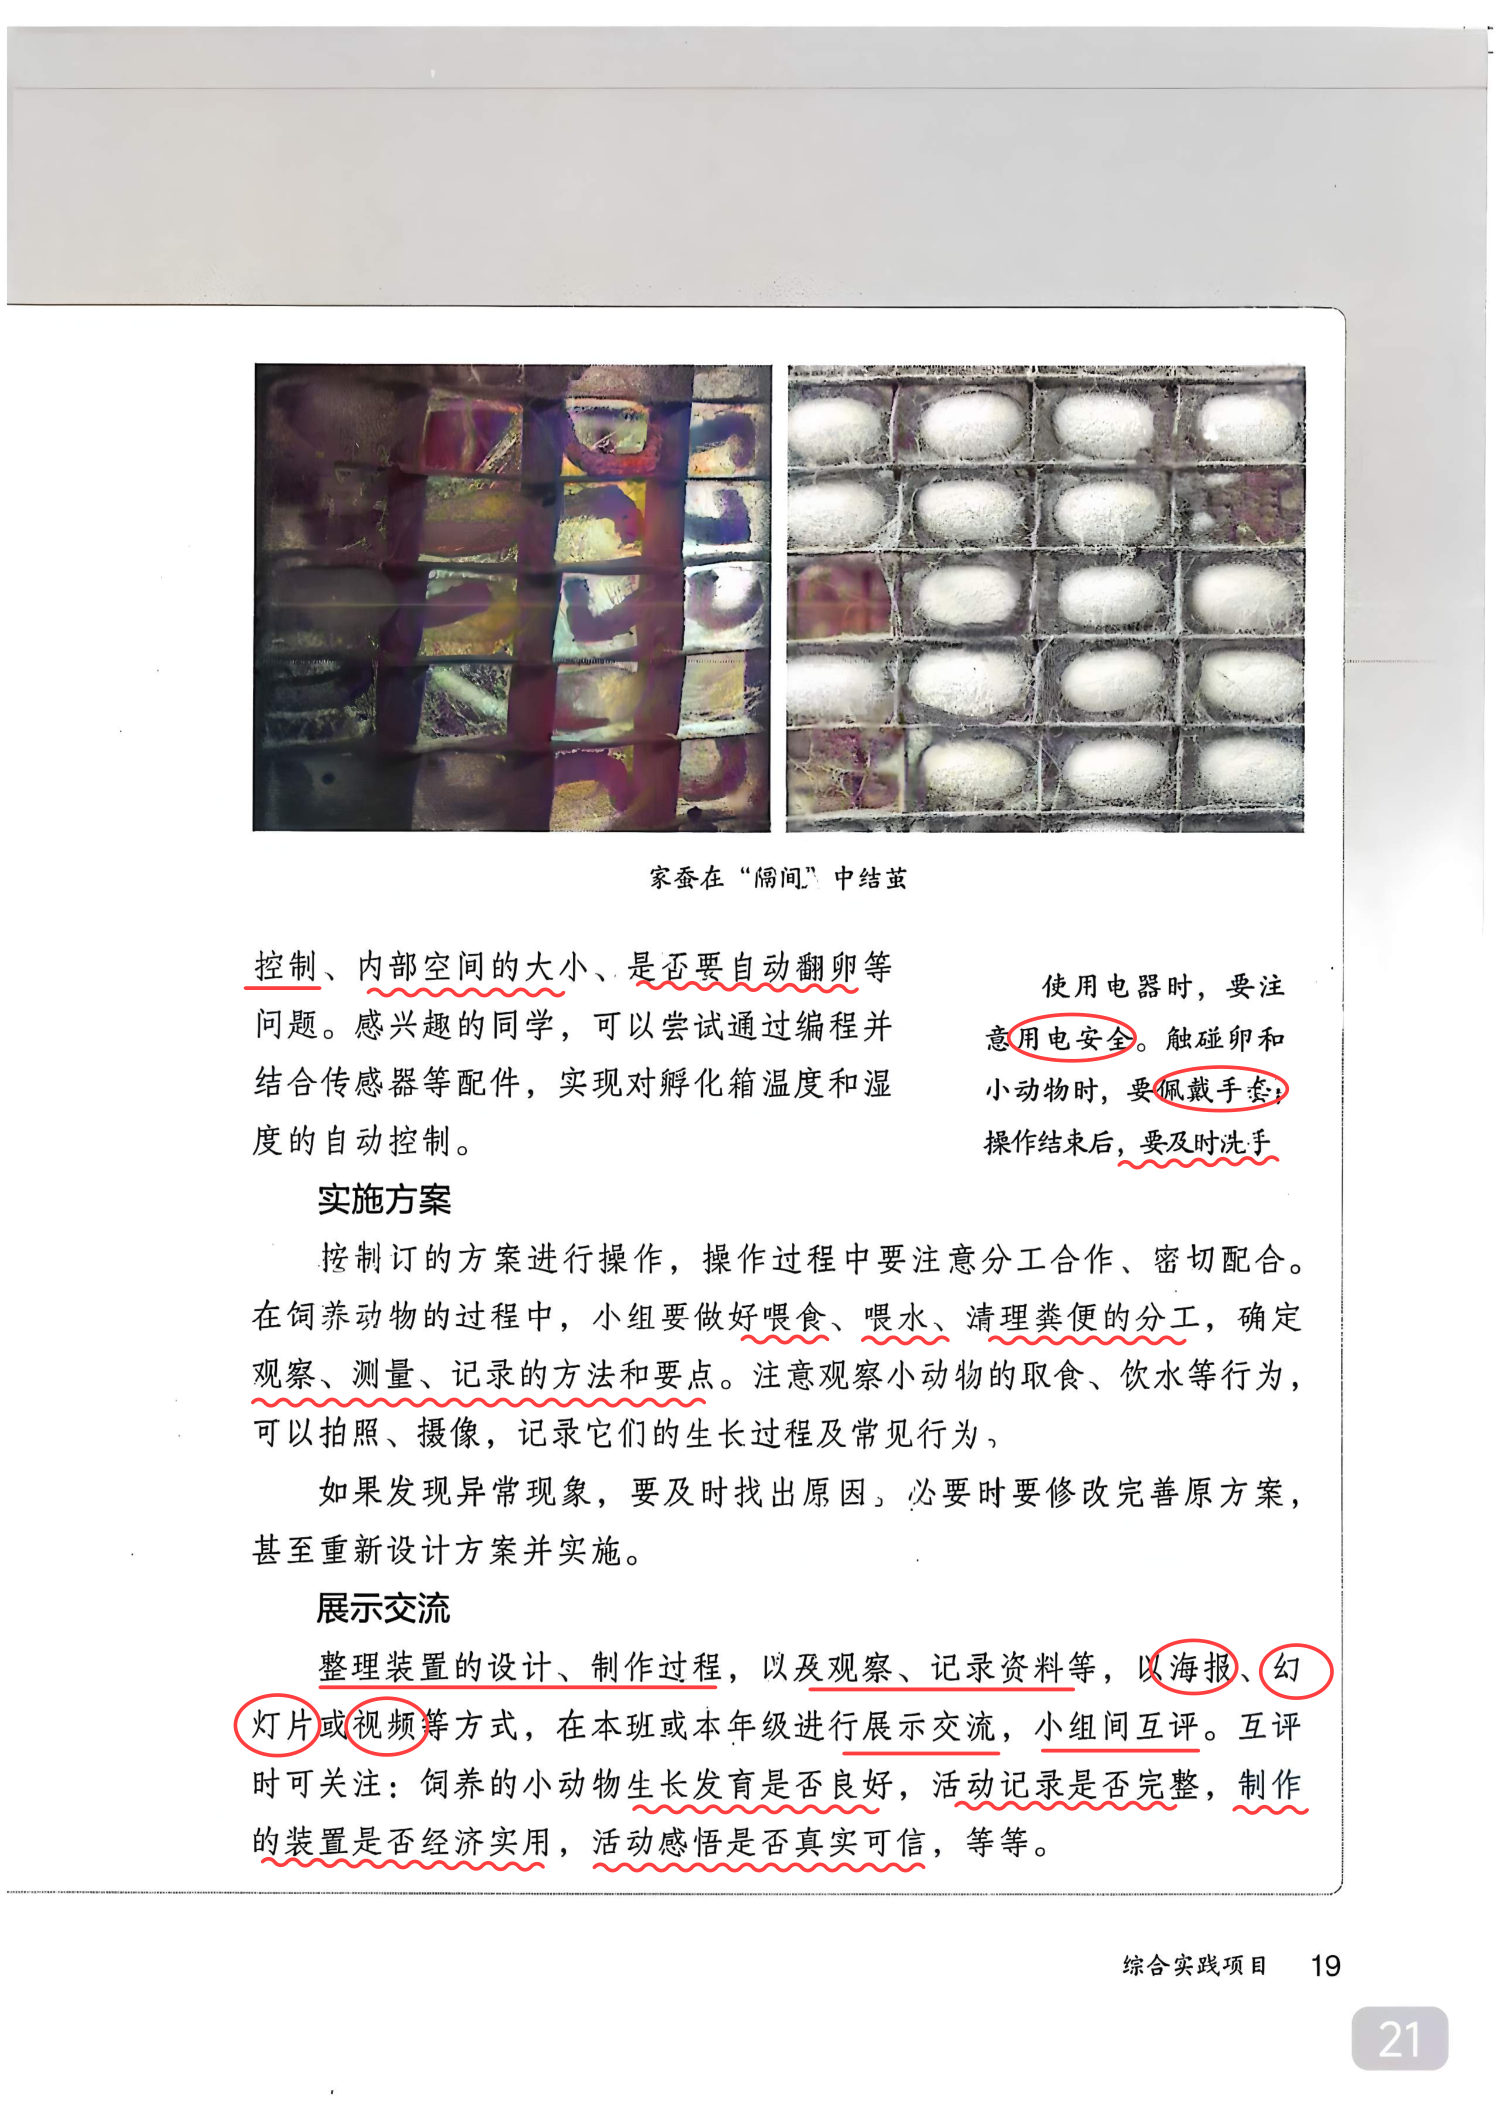 家蚕在“隔间”中结茧
控制、内部空间的大小、是否要自动翻卵等
问题。感兴趣的同学，可以尝试通过编程并
结合传感器等配件，实现对孵化箱温度和湿
度的自动控制。
使用电器时，要注
意用电安全。触碰卵和
小动物时，要佩戴手套；
操作结束后，要及时洗手
实施方案
按制订的方案进行操作，操作过程中要注意分工合作、密切配合。
在饲养动物的过程中，小组要做好喂食、喂水、清理粪便的分工，确定
观察、测量、记录的方法和要点。注意观察小动物的取食、饮水等行为，
可以拍照、摄像，记录它们的生长过程及常见行为。
如果发现异常现象，要及时找出原因。必要时要修改完善原方案，
甚至重新设计方案并实施。
展示交流
整理装置的设计、制作过程，以及观察、记录资料等，以海报、幻
灯片或视频等方式，在本班或本年级进行展示交流，小组间互评。互评
时可关注：饲养的小动物生长发育是否良好，活动记录是否完整，制作
的装置是否经济实用，活动感悟是否真实可信，等等。
综合实践项目 19
21